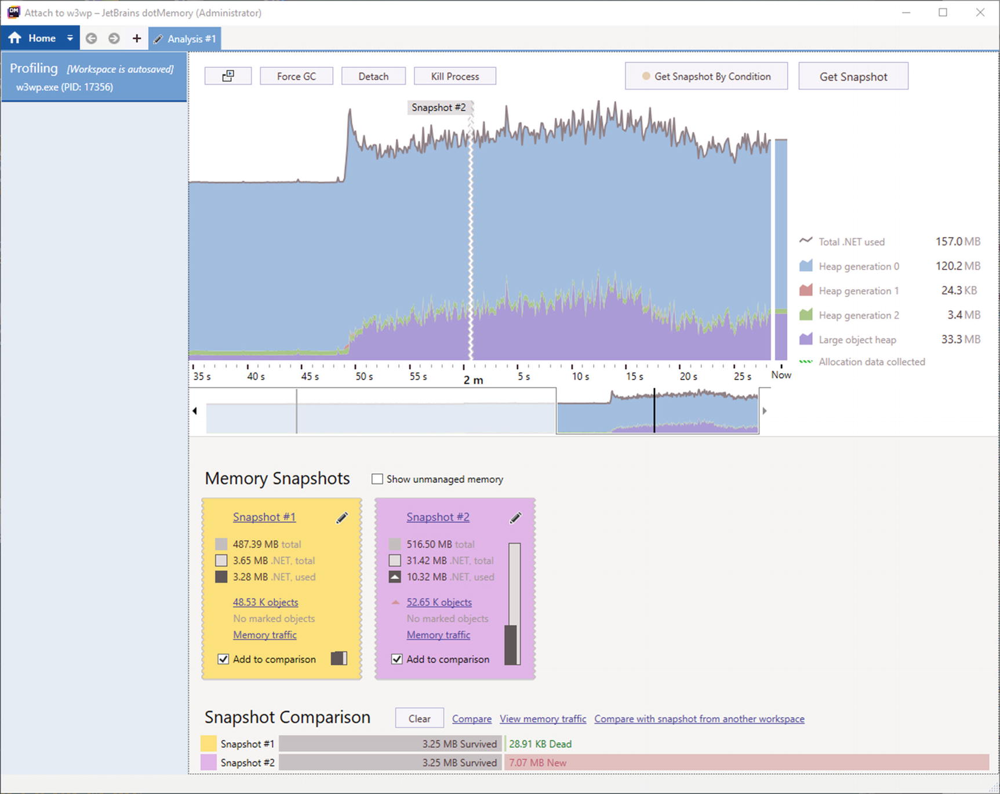 Attach to w3wp – JetBrains dotMemory (Administrator)
Home
Analysis #1
Profiling [Workspace is autosaved]
w3wp.exe (PID: 17356)
Force GC
Detach
Kill Process
Get Snapshot By Condition
Get Snapshot
Snapshot #2
Total .NET used 157.0 MB
Heap generation 0 120.2 MB
Heap generation 1 24.3 KB
Heap generation 2 3.4 MB
Large object heap 33.3 MB
Allocation data collected
35 s 40 s 45 s 50 s 55 s 2 m 5 s 10 s 15 s 20 s 25 s Now
Memory Snapshots
Show unmanaged memory
Snapshot #1
487.39 MB total
3.65 MB .NET, total
3.28 MB .NET, used
48.53 K objects
No marked objects
Memory traffic
Add to comparison
Snapshot #2
516.50 MB total
31.42 MB .NET, total
10.32 MB .NET, used
52.65 K objects
No marked objects
Memory traffic
Add to comparison
Snapshot Comparison
Clear
Compare
View memory traffic
Compare with snapshot from another workspace
Snapshot #1 3.25 MB Survived 28.91 KB Dead
Snapshot #2 3.25 MB Survived 7.07 MB New